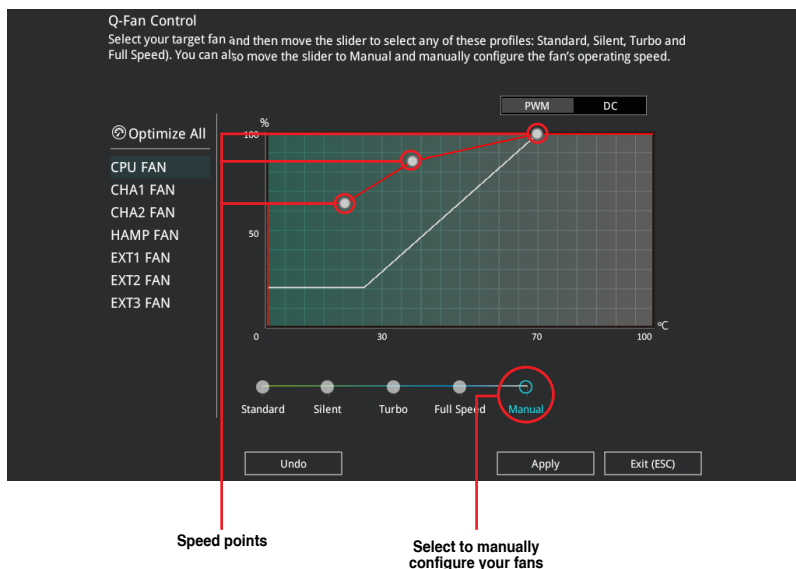 Q-Fan Control
Select your target fan and then move the slider to select any of these profiles: Standard, Silent, Turbo and
Full Speed). You can also move the slider to Manual and manually configure the fan's operating speed.
PWM DC
Optimize All
CPU FAN
CHA1 FAN
CHA2 FAN
HAMP FAN
EXT1 FAN
EXT2 FAN
EXT3 FAN
%
100
50
0 30 70 100 °C
Standard Silent Turbo Full Speed Manual
Undo Apply Exit (ESC)
Speed points
Select to manually
configure your fans